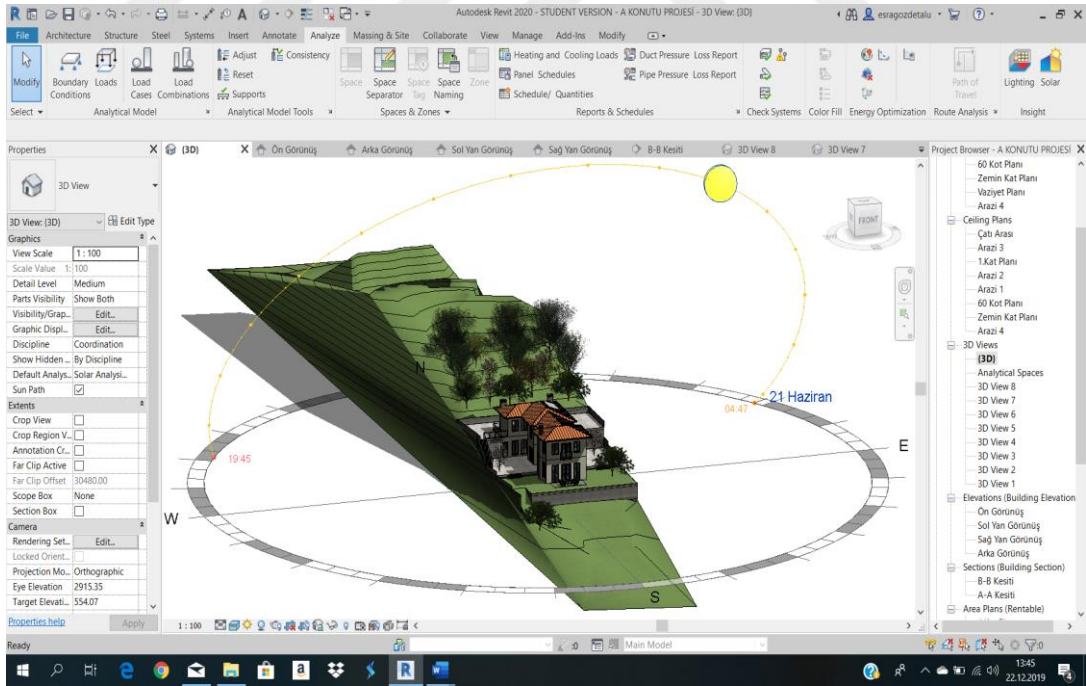 Autodesk Revit 2020 - STUDENT VERSION - A KONUTU PROJESİ - 3D View: {3D}
esragozdetalu
File Architecture Structure Steel Systems Insert Annotate Analyze Massing & Site Collaborate View Manage Add-Ins Modify
Modify
Boundary Conditions
Loads
Load Cases
Load Combinations
Adjust
Reset
Supports
Consistency
Space
Space Separator
Space Tag
Space Naming
Zone
Heating and Cooling Loads
Panel Schedules
Schedule/ Quantities
Duct Pressure Loss Report
Pipe Pressure Loss Report
Path of Travel
Lighting Solar
Select
Analytical Model
Analytical Model Tools
Spaces & Zones
Reports & Schedules
Check Systems
Color Fill
Energy Optimization
Route Analysis
Insight
Properties
3D View
3D View: {3D}
Edit Type
Graphics
View Scale 1 : 100
Scale Value 1: 100
Detail Level Medium
Parts Visibility Show Both
Visibility/Grap... Edit...
Graphic Displ... Edit...
Discipline Coordination
Show Hidden ... By Discipline
Default Analys... Solar Analysi...
Sun Path
Extents
Crop View
Crop Region V...
Annotation Cr...
Far Clip Active
Far Clip Offset 30480.00
Scope Box None
Section Box
Camera
Rendering Set... Edit...
Locked Orient...
Projection Mo... Orthographic
Eye Elevation 2915.35
Target Elevati... 554.07
Properties help
Apply
{3D}
Ön Görünüş
Arka Görünüş
Sol Yan Görünüş
Sağ Yan Görünüş
B-B Kesiti
3D View 8
3D View 7
FRONT
N
21 Haziran
04:47
E
19:45
W
S
1 : 100
Project Browser - A KONUTU PROJESİ
60 Kot Planı
Zemin Kat Planı
Vaziyet Planı
Arazi 4
Ceiling Plans
Çatı Arası
Arazi 3
1.Kat Planı
Arazi 2
Arazi 1
60 Kot Planı
Zemin Kat Planı
Arazi 4
3D Views
{3D}
Analytical Spaces
3D View 8
3D View 7
3D View 6
3D View 5
3D View 4
3D View 3
3D View 2
3D View 1
Elevations (Building Elevation
Ön Görünüş
Sol Yan Görünüş
Sağ Yan Görünüş
Arka Görünüş
Sections (Building Section)
B-B Kesiti
A-A Kesiti
Area Plans (Rentable)
Ready
:0
Main Model
:0
13:45
22.12.2019